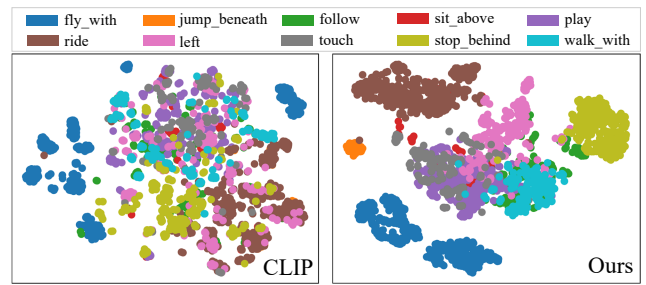 fly_with jump_beneath follow sit_above play
ride left touch stop_behind walk_with
CLIP Ours